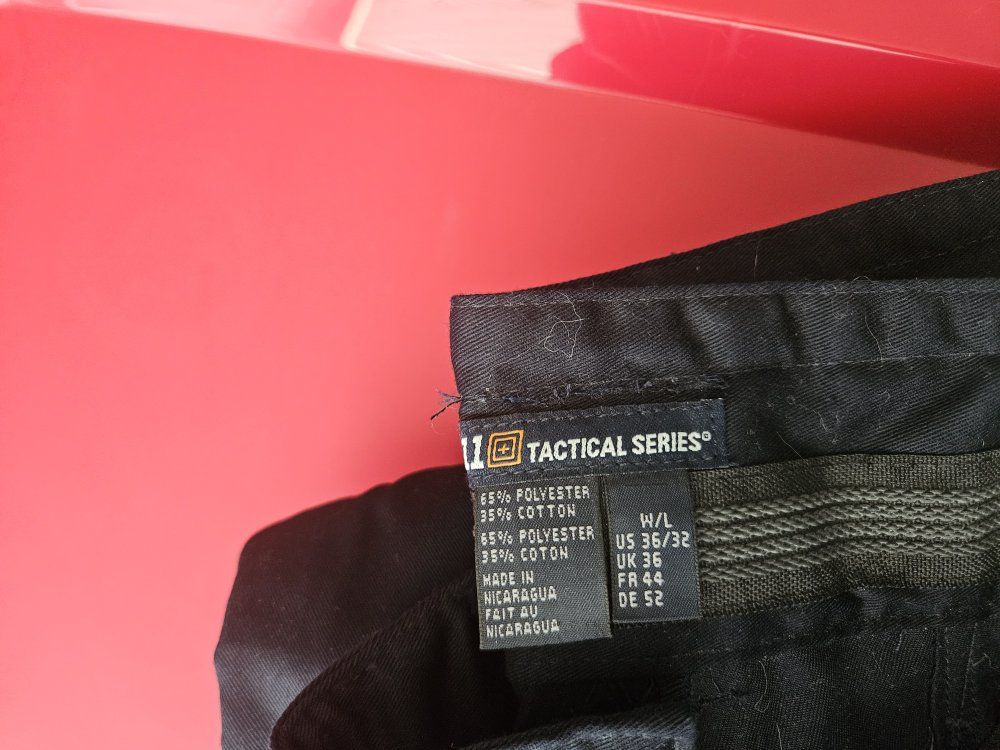 .11 TACTICAL SERIES®
65% POLYESTER
35% COTTON
65% POLYESTER
35% COTON
MADE IN
NICARAGUA
FAIT AU
NICARAGUA
W/L
US 36/32
UK 36
FR 44
DE 52